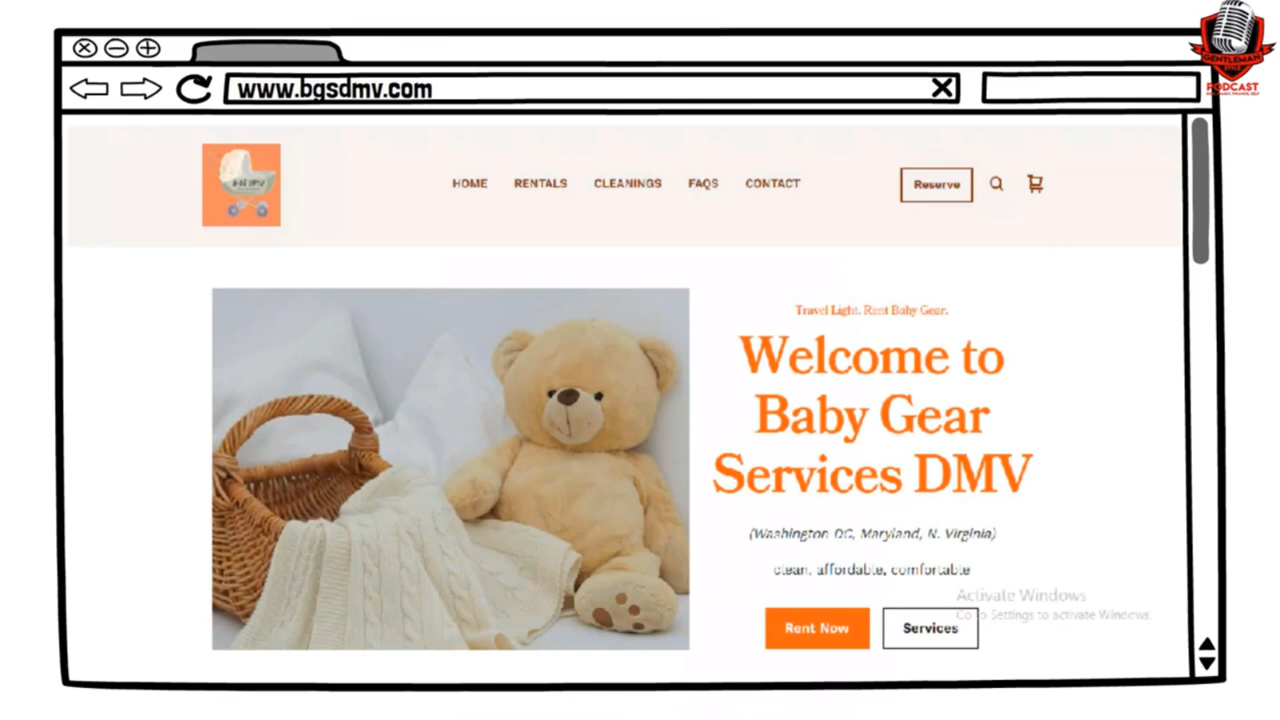 GENTLEMAN
STYLE
PODCAST
www.bgsdmv.com
HOME RENTALS CLEANINGS FAQS CONTACT Reserve
Travel Light. Rent Baby Gear.
Welcome to
Baby Gear
Services DMV
(Washington DC, Maryland, N. Virginia)
clean, affordable, comfortable
Activate Windows
Go to Settings to activate Windows.
Rent Now Services